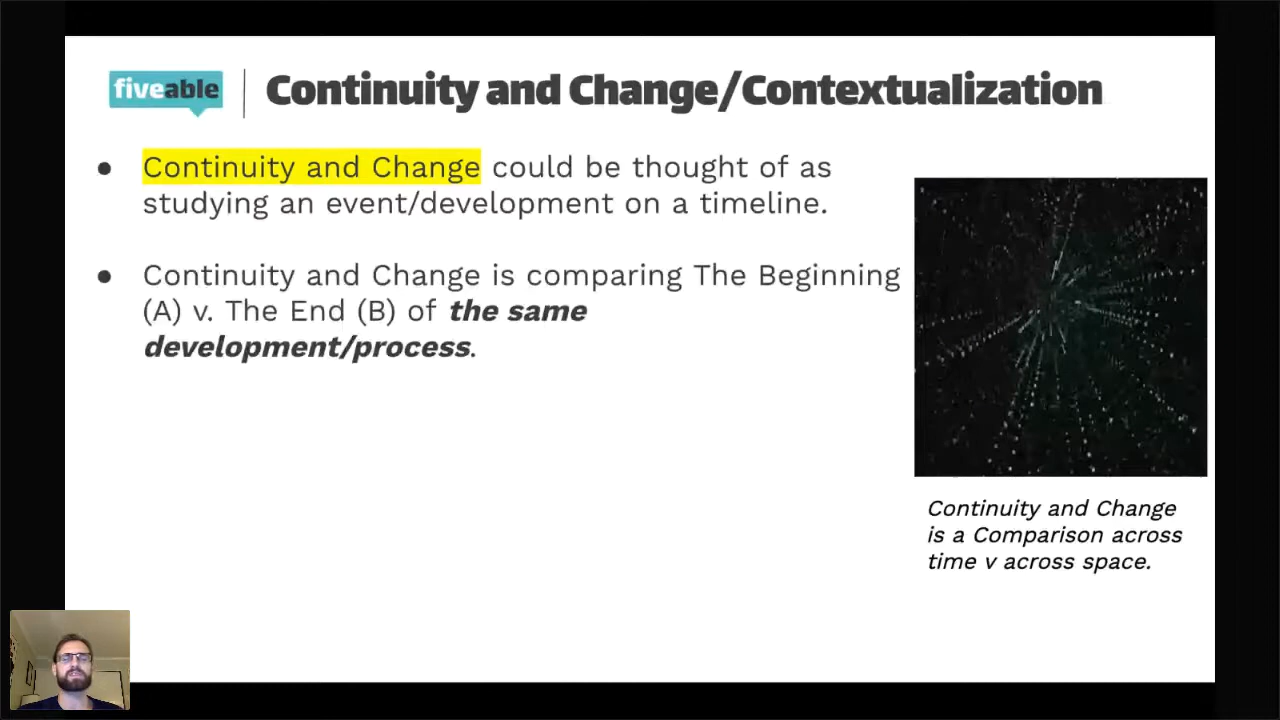 fiveable
Continuity and Change/Contextualization
● Continuity and Change could be thought of as
studying an event/development on a timeline.
● Continuity and Change is comparing The Beginning
(A) v. The End (B) of the same
development/process.
Continuity and Change
is a Comparison across
time v across space.